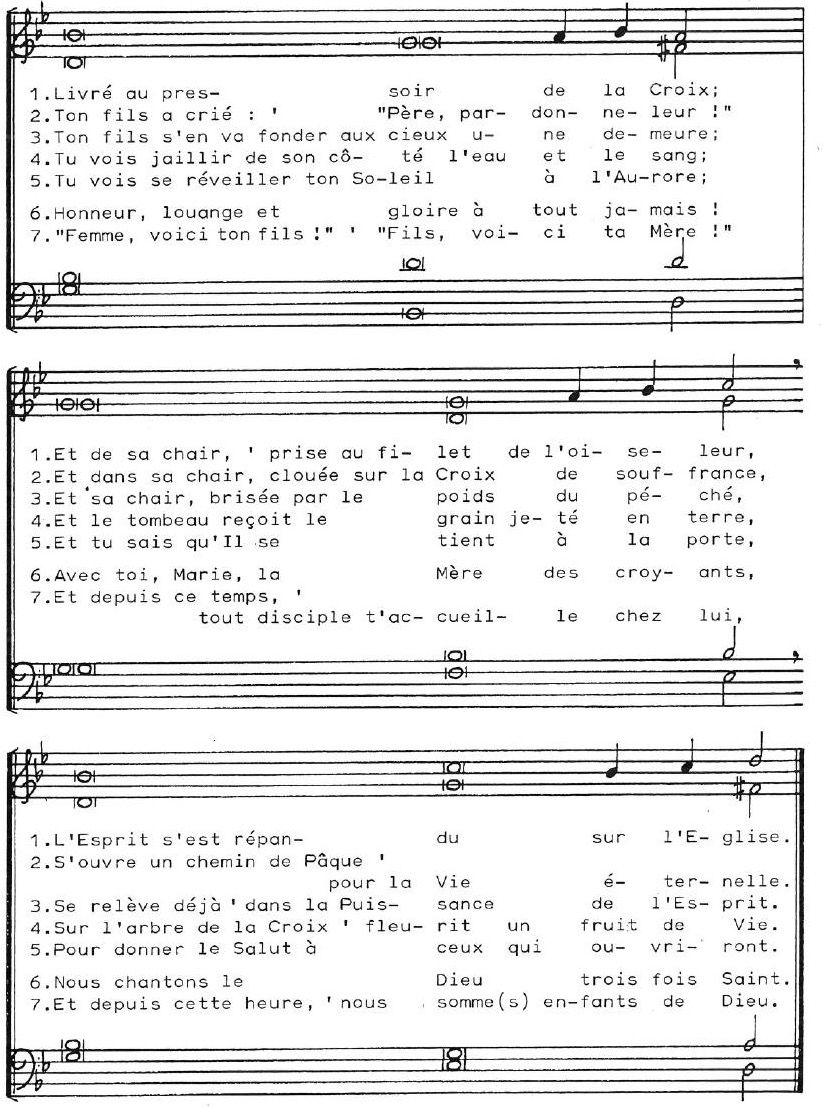 1.Livré au pres- soir de la Croix;
2.Ton fils a crié : ' "Père, par- don- ne- leur !"
3.Ton fils s'en va fonder aux cieux u- ne de- meure;
4.Tu vois jaillir de son cô- té l'eau et le sang;
5.Tu vois se réveiller ton So-leil à l'Au-rore;
6.Honneur, louange et gloire à tout ja- mais !
7."Femme, voici ton fils !" ' "Fils, voi- ci ta Mère !"
1.Et de sa chair, ' prise au fi- let de l'oi- se- leur,
2.Et dans sa chair, clouée sur la Croix de souf- france,
3.Et sa chair, brisée par le poids du pé- ché,
4.Et le tombeau reçoit le grain je- té en terre,
5.Et tu sais qu'Il se tient à la porte,
6.Avec toi, Marie, la Mère des croy- ants,
7.Et depuis ce temps, '
tout disciple t'ac- cueil- le chez lui,
1.L'Esprit s'est répan- du sur l'E- glise.
2.S'ouvre un chemin de Pâque '
pour la Vie é- ter- nelle.
3.Se relève déjà ' dans la Puis- sance de l'Es- prit.
4.Sur l'arbre de la Croix ' fleu- rit un fruit de Vie.
5.Pour donner le Salut à ceux qui ou- vri- ront.
6.Nous chantons le Dieu trois fois Saint.
7.Et depuis cette heure, ' nous somme(s) en-fants de Dieu.